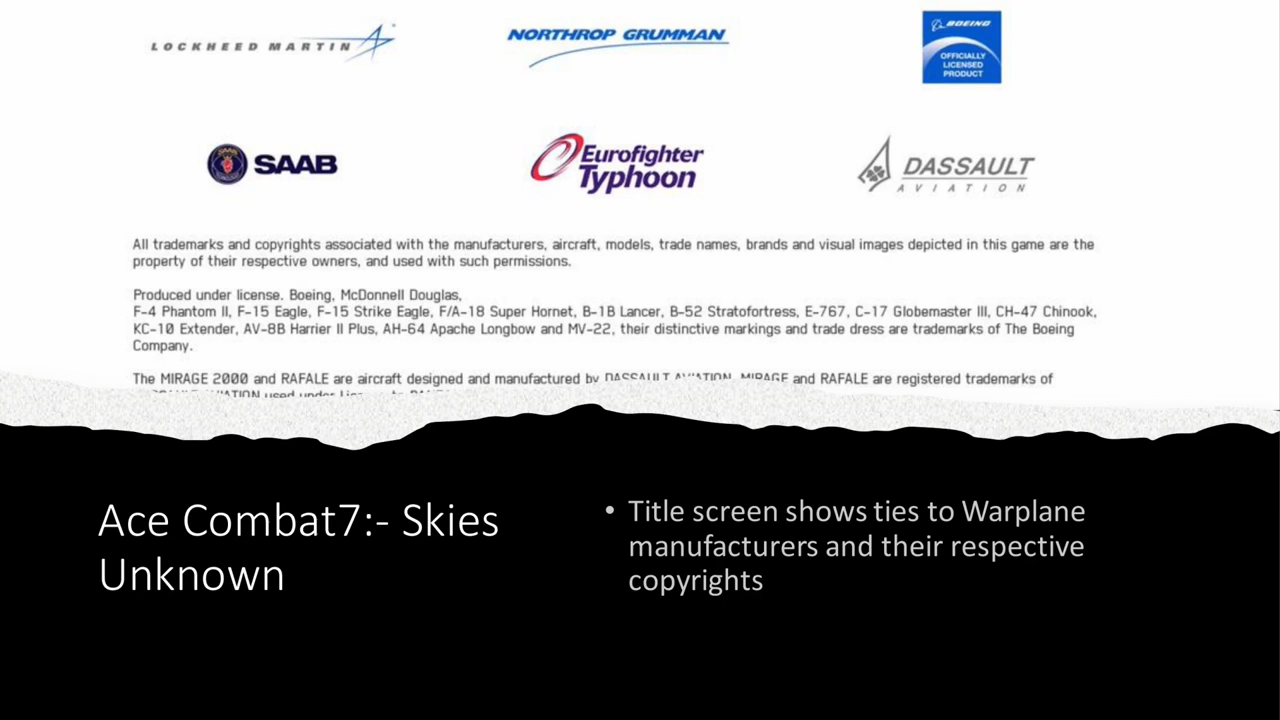 LOCKHEED MARTIN
NORTHROP GRUMMAN
BOEING
OFFICIALLY
LICENSED
PRODUCT
SAAB
Eurofighter
Typhoon
DASSAULT
AVIATION
All trademarks and copyrights associated with the manufacturers, aircraft, models, trade names, brands and visual images depicted in this game are the
property of their respective owners, and used with such permissions.
Produced under license. Boeing, McDonnell Douglas,
F-4 Phantom II, F-15 Eagle, F-15 Strike Eagle, F/A-18 Super Hornet, B-1B Lancer, B-52 Stratofortress, E-767, C-17 Globemaster III, CH-47 Chinook,
KC-10 Extender, AV-8B Harrier II Plus, AH-64 Apache Longbow and MV-22, their distinctive markings and trade dress are trademarks of The Boeing
Company.
The MIRAGE 2000 and RAFALE are aircraft designed and manufactured by DASSAULT AVIATION. MIRAGE and RAFALE are registered trademarks of
Ace Combat7:- Skies
Unknown
• Title screen shows ties to Warplane
manufacturers and their respective
copyrights